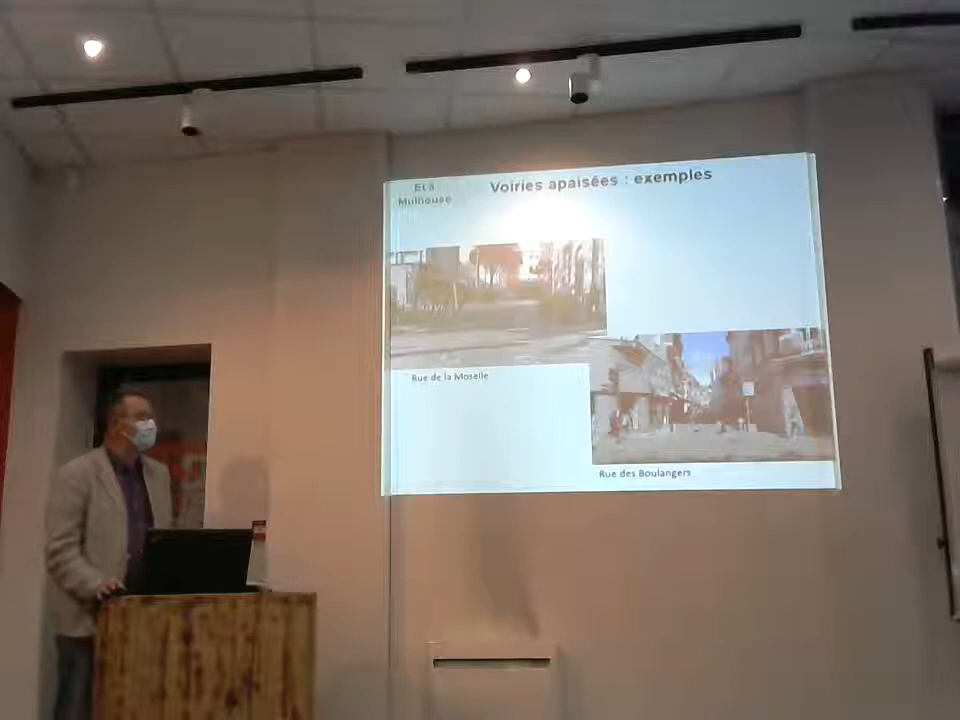 Et à
Mulhouse
Voiries apaisées : exemples
Rue de la Moselle
Rue des Boulangers